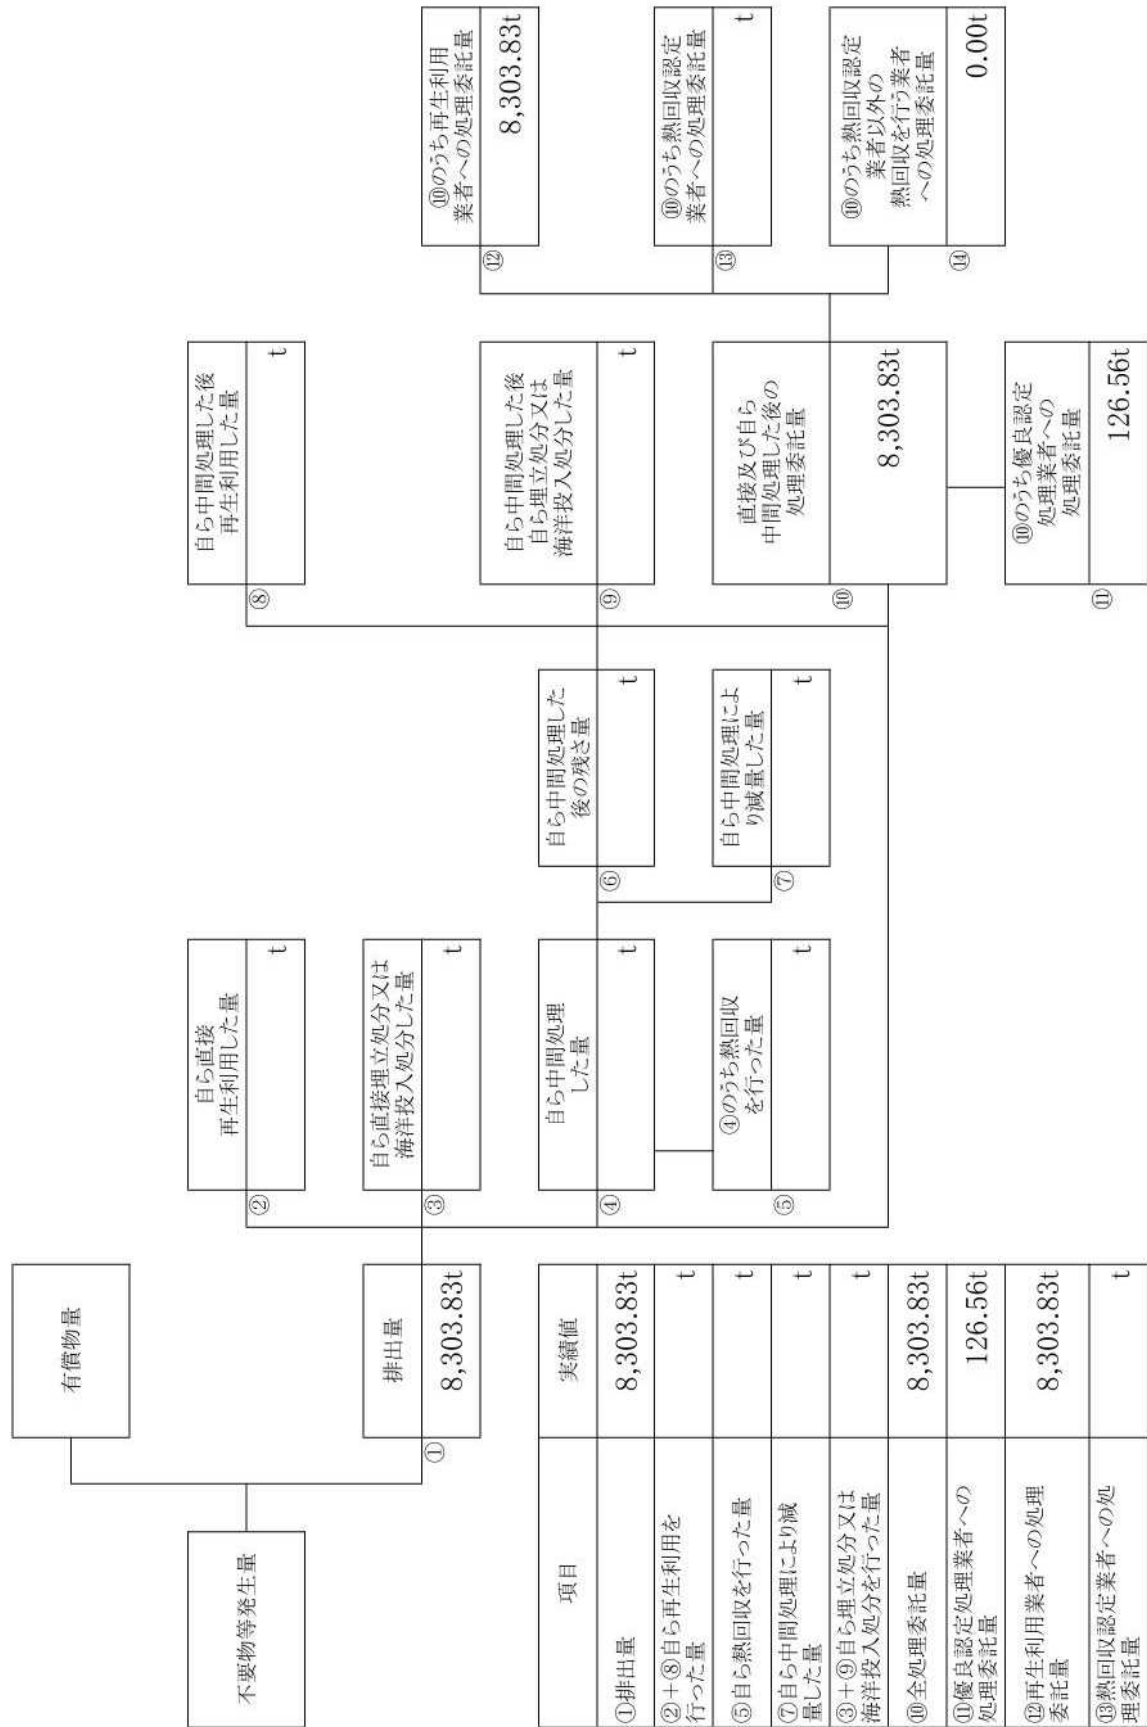 有償物量
不要物等発生量
排出量
①
8,303.83t
自ら直接
再生利用した量
②
t
自ら直接埋立処分又は
海洋投入処分した量
③
t
自ら中間処理
した量
④
t
④のうち熱回収
を行った量
⑤
t
自ら中間処理した
後の残さ量
⑥
t
自ら中間処理によ
り減量した量
⑦
t
自ら中間処理した後
再生利用した量
⑧
t
自ら中間処理した後
自ら埋立処分又は
海洋投入処分した量
⑨
t
直接及び自ら
中間処理した後の
処理委託量
⑩
8,303.83t
⑩のうち優良認定
処理業者への
処理委託量
⑪
126.56t
⑩のうち再生利用
業者への処理委託量
⑫
8,303.83t
⑩のうち熱回収認定
業者への処理委託量
⑬
t
⑩のうち熱回収認定
業者以外の
熱回収を行う業者
への処理委託量
⑭
0.00t
項目
実績値
①排出量
8,303.83t
②＋⑧自ら再生利用を
行った量
t
⑤自ら熱回収を行った量
t
⑦自ら中間処理により減
量した量
t
③＋⑨自ら埋立処分又は
海洋投入処分を行った量
t
⑩全処理委託量
8,303.83t
⑪優良認定処理業者への
処理委託量
126.56t
⑫再生利用業者への処理
委託量
8,303.83t
⑬熱回収認定業者への処
理委託量
t